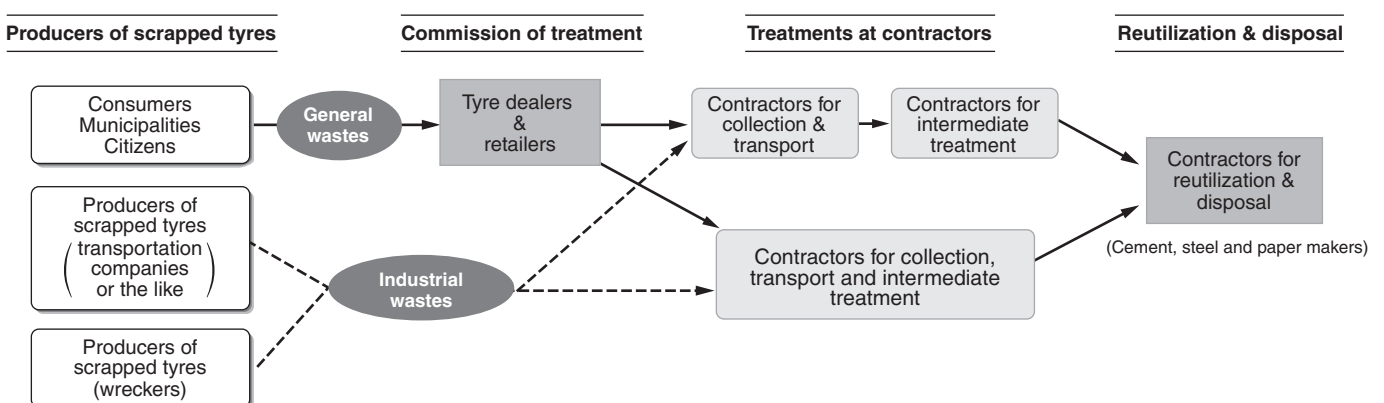 Producers of scrapped tyres
Commission of treatment
Treatments at contractors
Reutilization & disposal
Consumers
Municipalities
Citizens
General
wastes
Tyre dealers
&
retailers
Contractors for
collection &
transport
Contractors for
intermediate
treatment
Contractors for
reutilization &
disposal
(Cement, steel and paper makers)
Producers of
scrapped tyres
(transportation
companies
or the like)
Industrial
wastes
Contractors for collection,
transport and intermediate
treatment
Producers of
scrapped tyres
(wreckers)